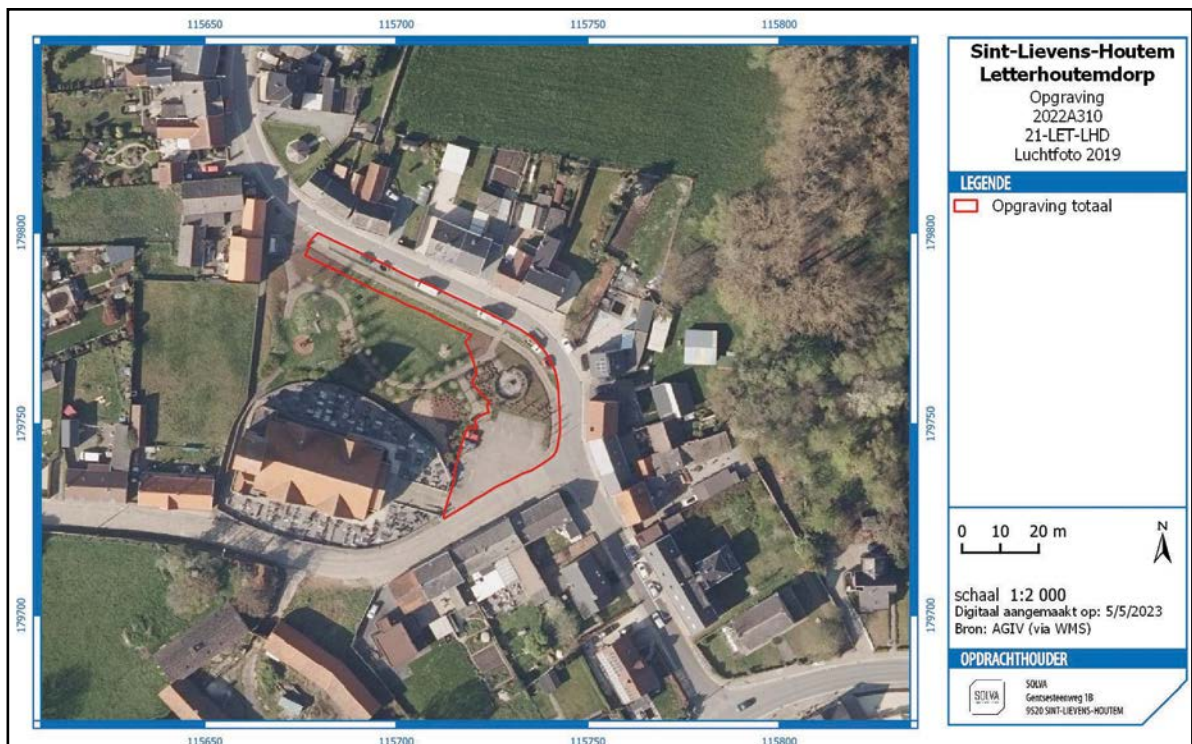 115650 115700 115750 115800
179800 179800
179750 179750
179700 179700
115650 115700 115750 115800
Sint-Lievens-Houtem
Letterhoutemdorp
Opgraving
2022A310
21-LET-LHD
Luchtfoto 2019
LEGENDE
Opgraving totaal
0 10 20 m
N
schaal 1:2 000
Digitaal aangemaakt op: 5/5/2023
Bron: AGIV (via WMS)
OPDRACHTHOUDER
SOLVA
SOLVA
Gentsesteenweg 1B
9520 SINT-LIEVENS-HOUTEM